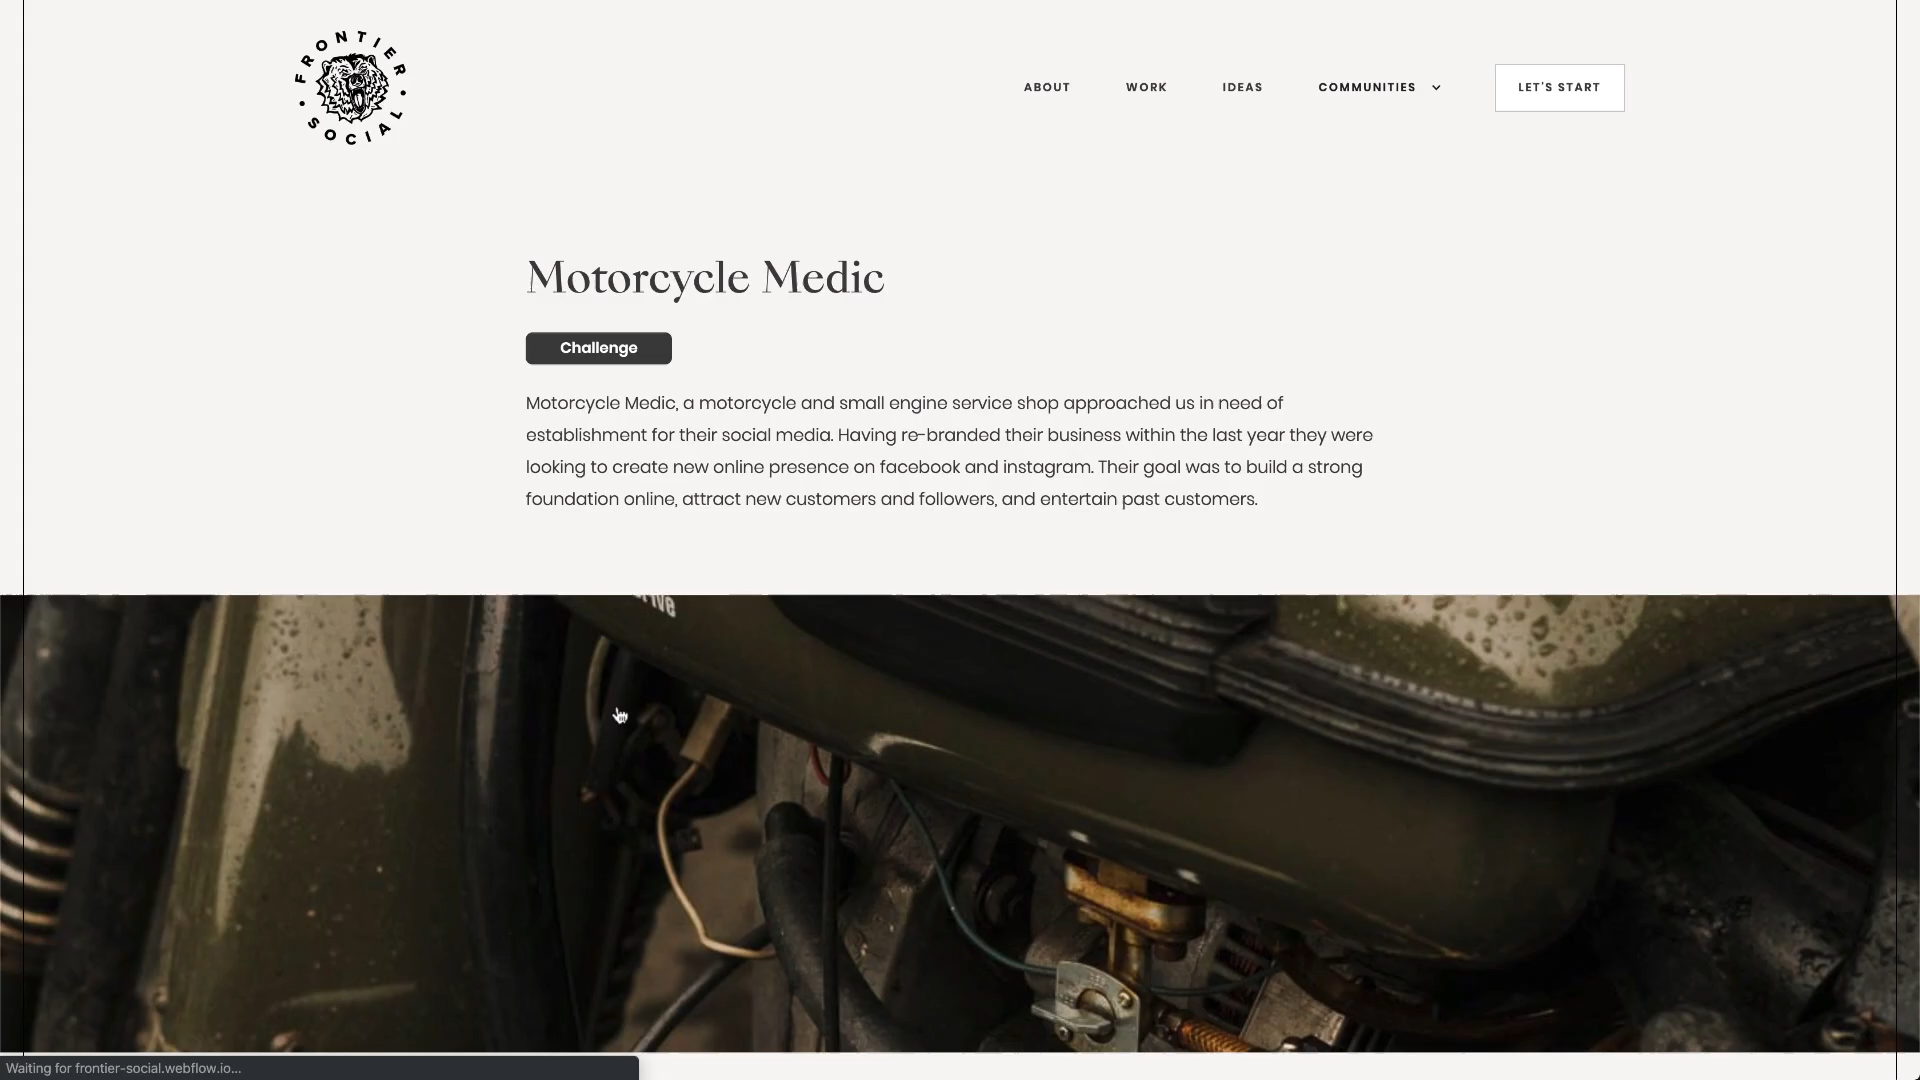 FRONTIER
SOCIAL
ABOUT
WORK
IDEAS
COMMUNITIES
LET'S START
Motorcycle Medic
Challenge
Motorcycle Medic, a motorcycle and small engine service shop approached us in need of
establishment for their social media. Having re-branded their business within the last year they were
looking to create new online presence on facebook and instagram. Their goal was to build a strong
foundation online, attract new customers and followers, and entertain past customers.
Waiting for frontier-social.webflow.io...